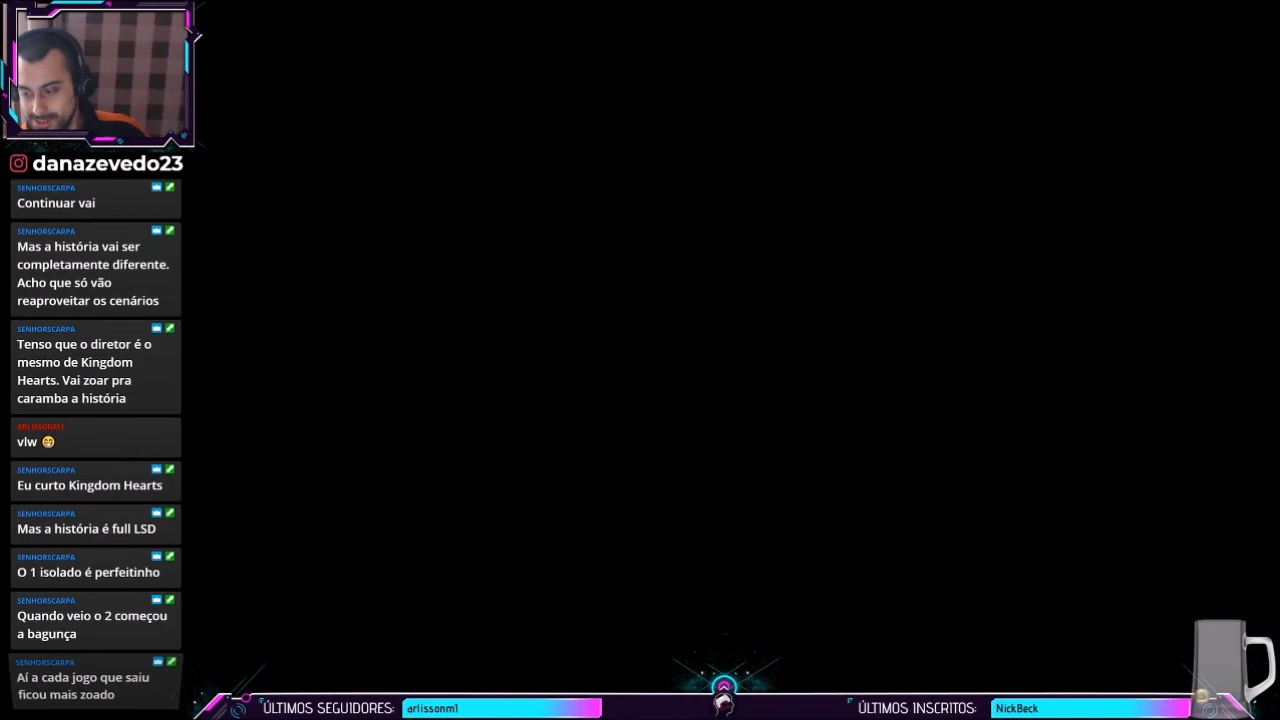 danazevedo23
SENHORSCARPA
Continuar vai
SENHORSCARPA
Mas a história vai ser
completamente diferente.
Acho que só vão
reaproveitar os cenários
SENHORSCARPA
Tenso que o diretor é o
mesmo de Kingdom
Hearts. Vai zoar pra
caramba a história
ARLISSONM1
vlw 😁
SENHORSCARPA
Eu curto Kingdom Hearts
SENHORSCARPA
Mas a história é full LSD
SENHORSCARPA
O 1 isolado é perfeitinho
SENHORSCARPA
Quando veio o 2 começou
a bagunça
SENHORSCARPA
Aí a cada jogo que saiu
ficou mais zoado
ÚLTIMOS SEGUIDORES: arlissonm1
ÚLTIMOS INSCRITOS: NickBeck